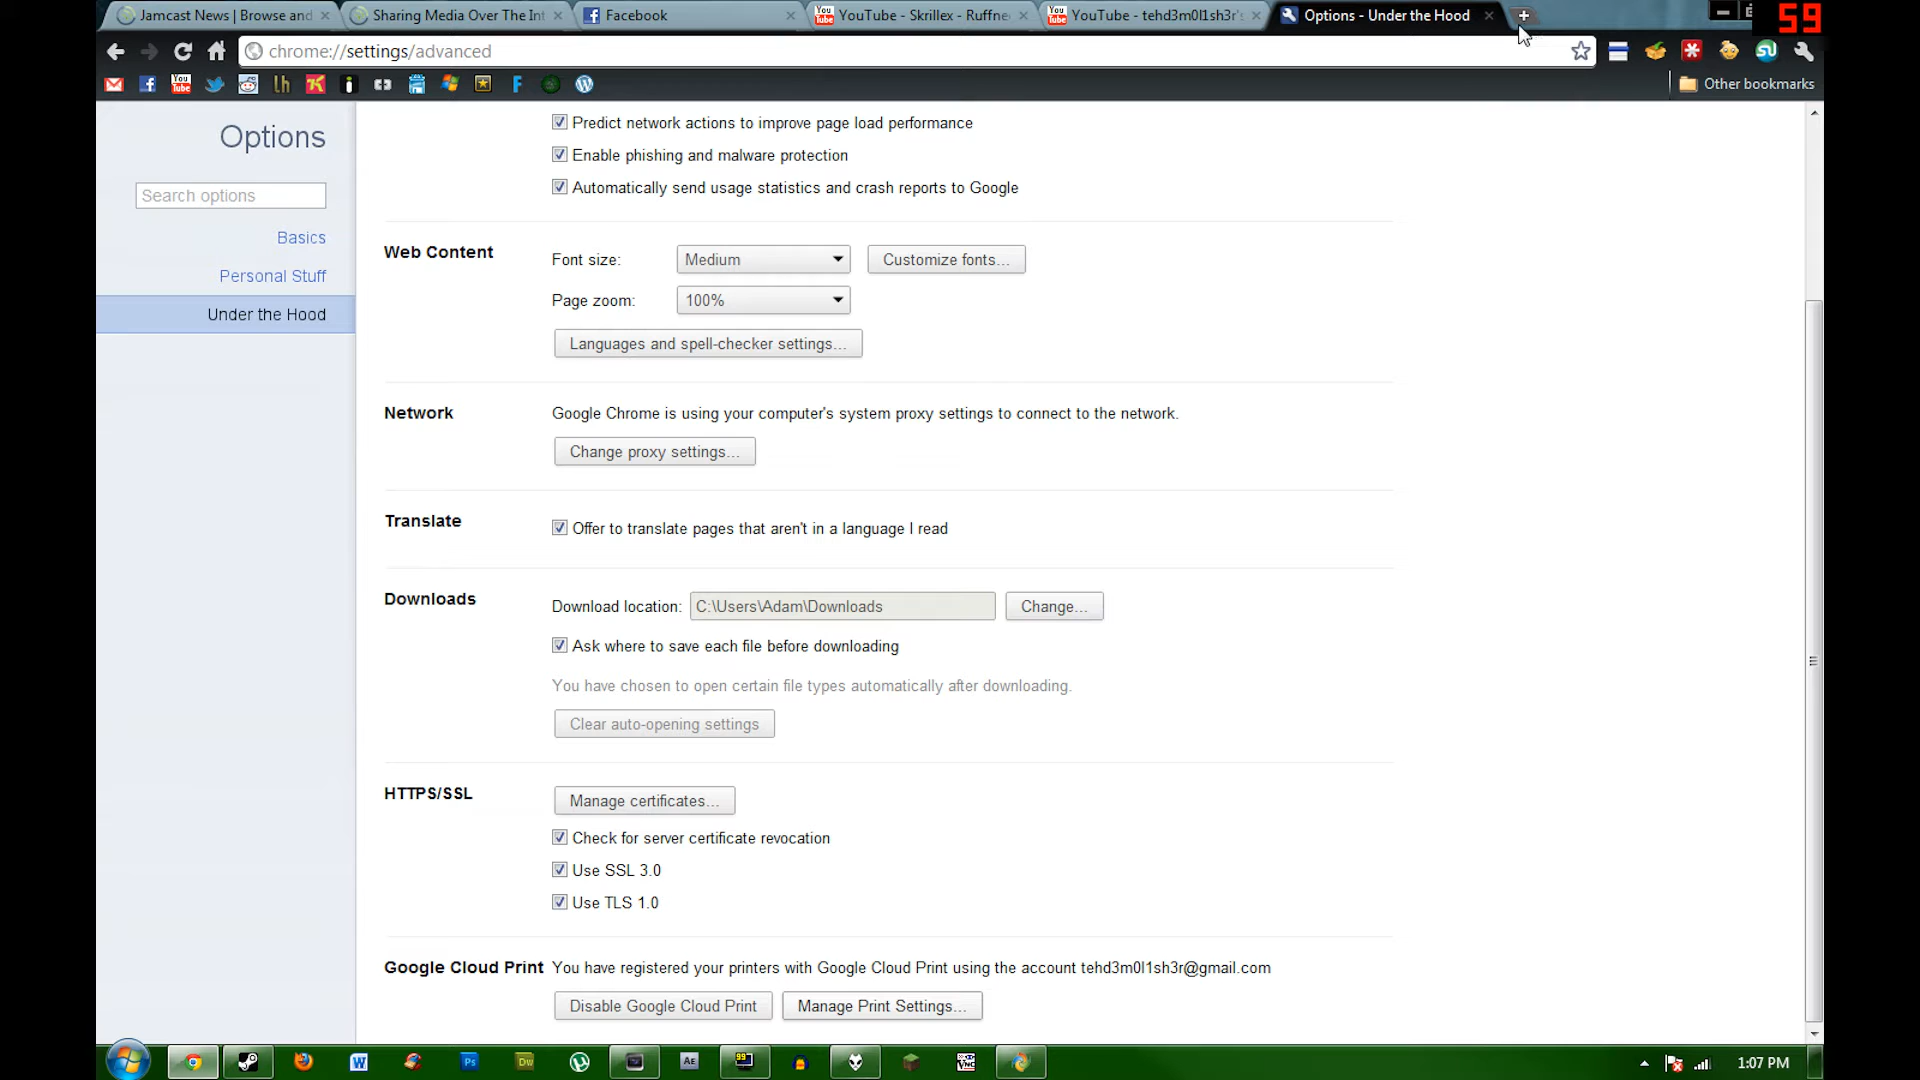 Jamcast News | Browse and
Sharing Media Over The Int
Facebook
YouTube - Skrillex - Ruffne
YouTube - tehd3m0l1sh3r's
Options - Under the Hood
59
chrome://settings/advanced
Other bookmarks
Options
Search options
Basics
Personal Stuff
Under the Hood
Predict network actions to improve page load performance
Enable phishing and malware protection
Automatically send usage statistics and crash reports to Google
Web Content
Font size:
Medium
Customize fonts...
Page zoom:
100%
Languages and spell-checker settings...
Network
Google Chrome is using your computer's system proxy settings to connect to the network.
Change proxy settings...
Translate
Offer to translate pages that aren't in a language I read
Downloads
Download location:
C:\Users\Adam\Downloads
Change...
Ask where to save each file before downloading
You have chosen to open certain file types automatically after downloading.
Clear auto-opening settings
HTTPS/SSL
Manage certificates...
Check for server certificate revocation
Use SSL 3.0
Use TLS 1.0
Google Cloud Print
You have registered your printers with Google Cloud Print using the account tehd3m0l1sh3r@gmail.com
Disable Google Cloud Print
Manage Print Settings...
1:07 PM